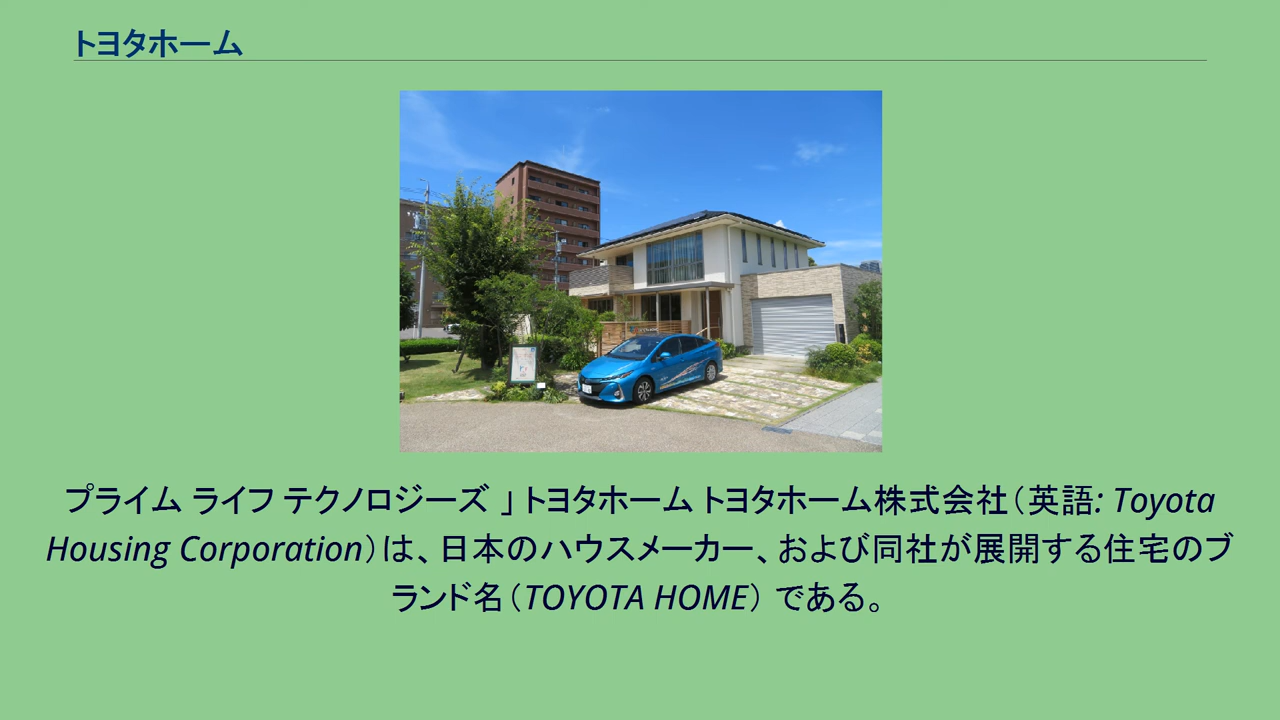 トヨタホーム
プライム ライフ テクノロジーズ 」 トヨタホーム トヨタホーム株式会社（英語: Toyota
Housing Corporation）は、日本のハウスメーカー、および同社が展開する住宅のブ
ランド名（TOYOTA HOME） である。